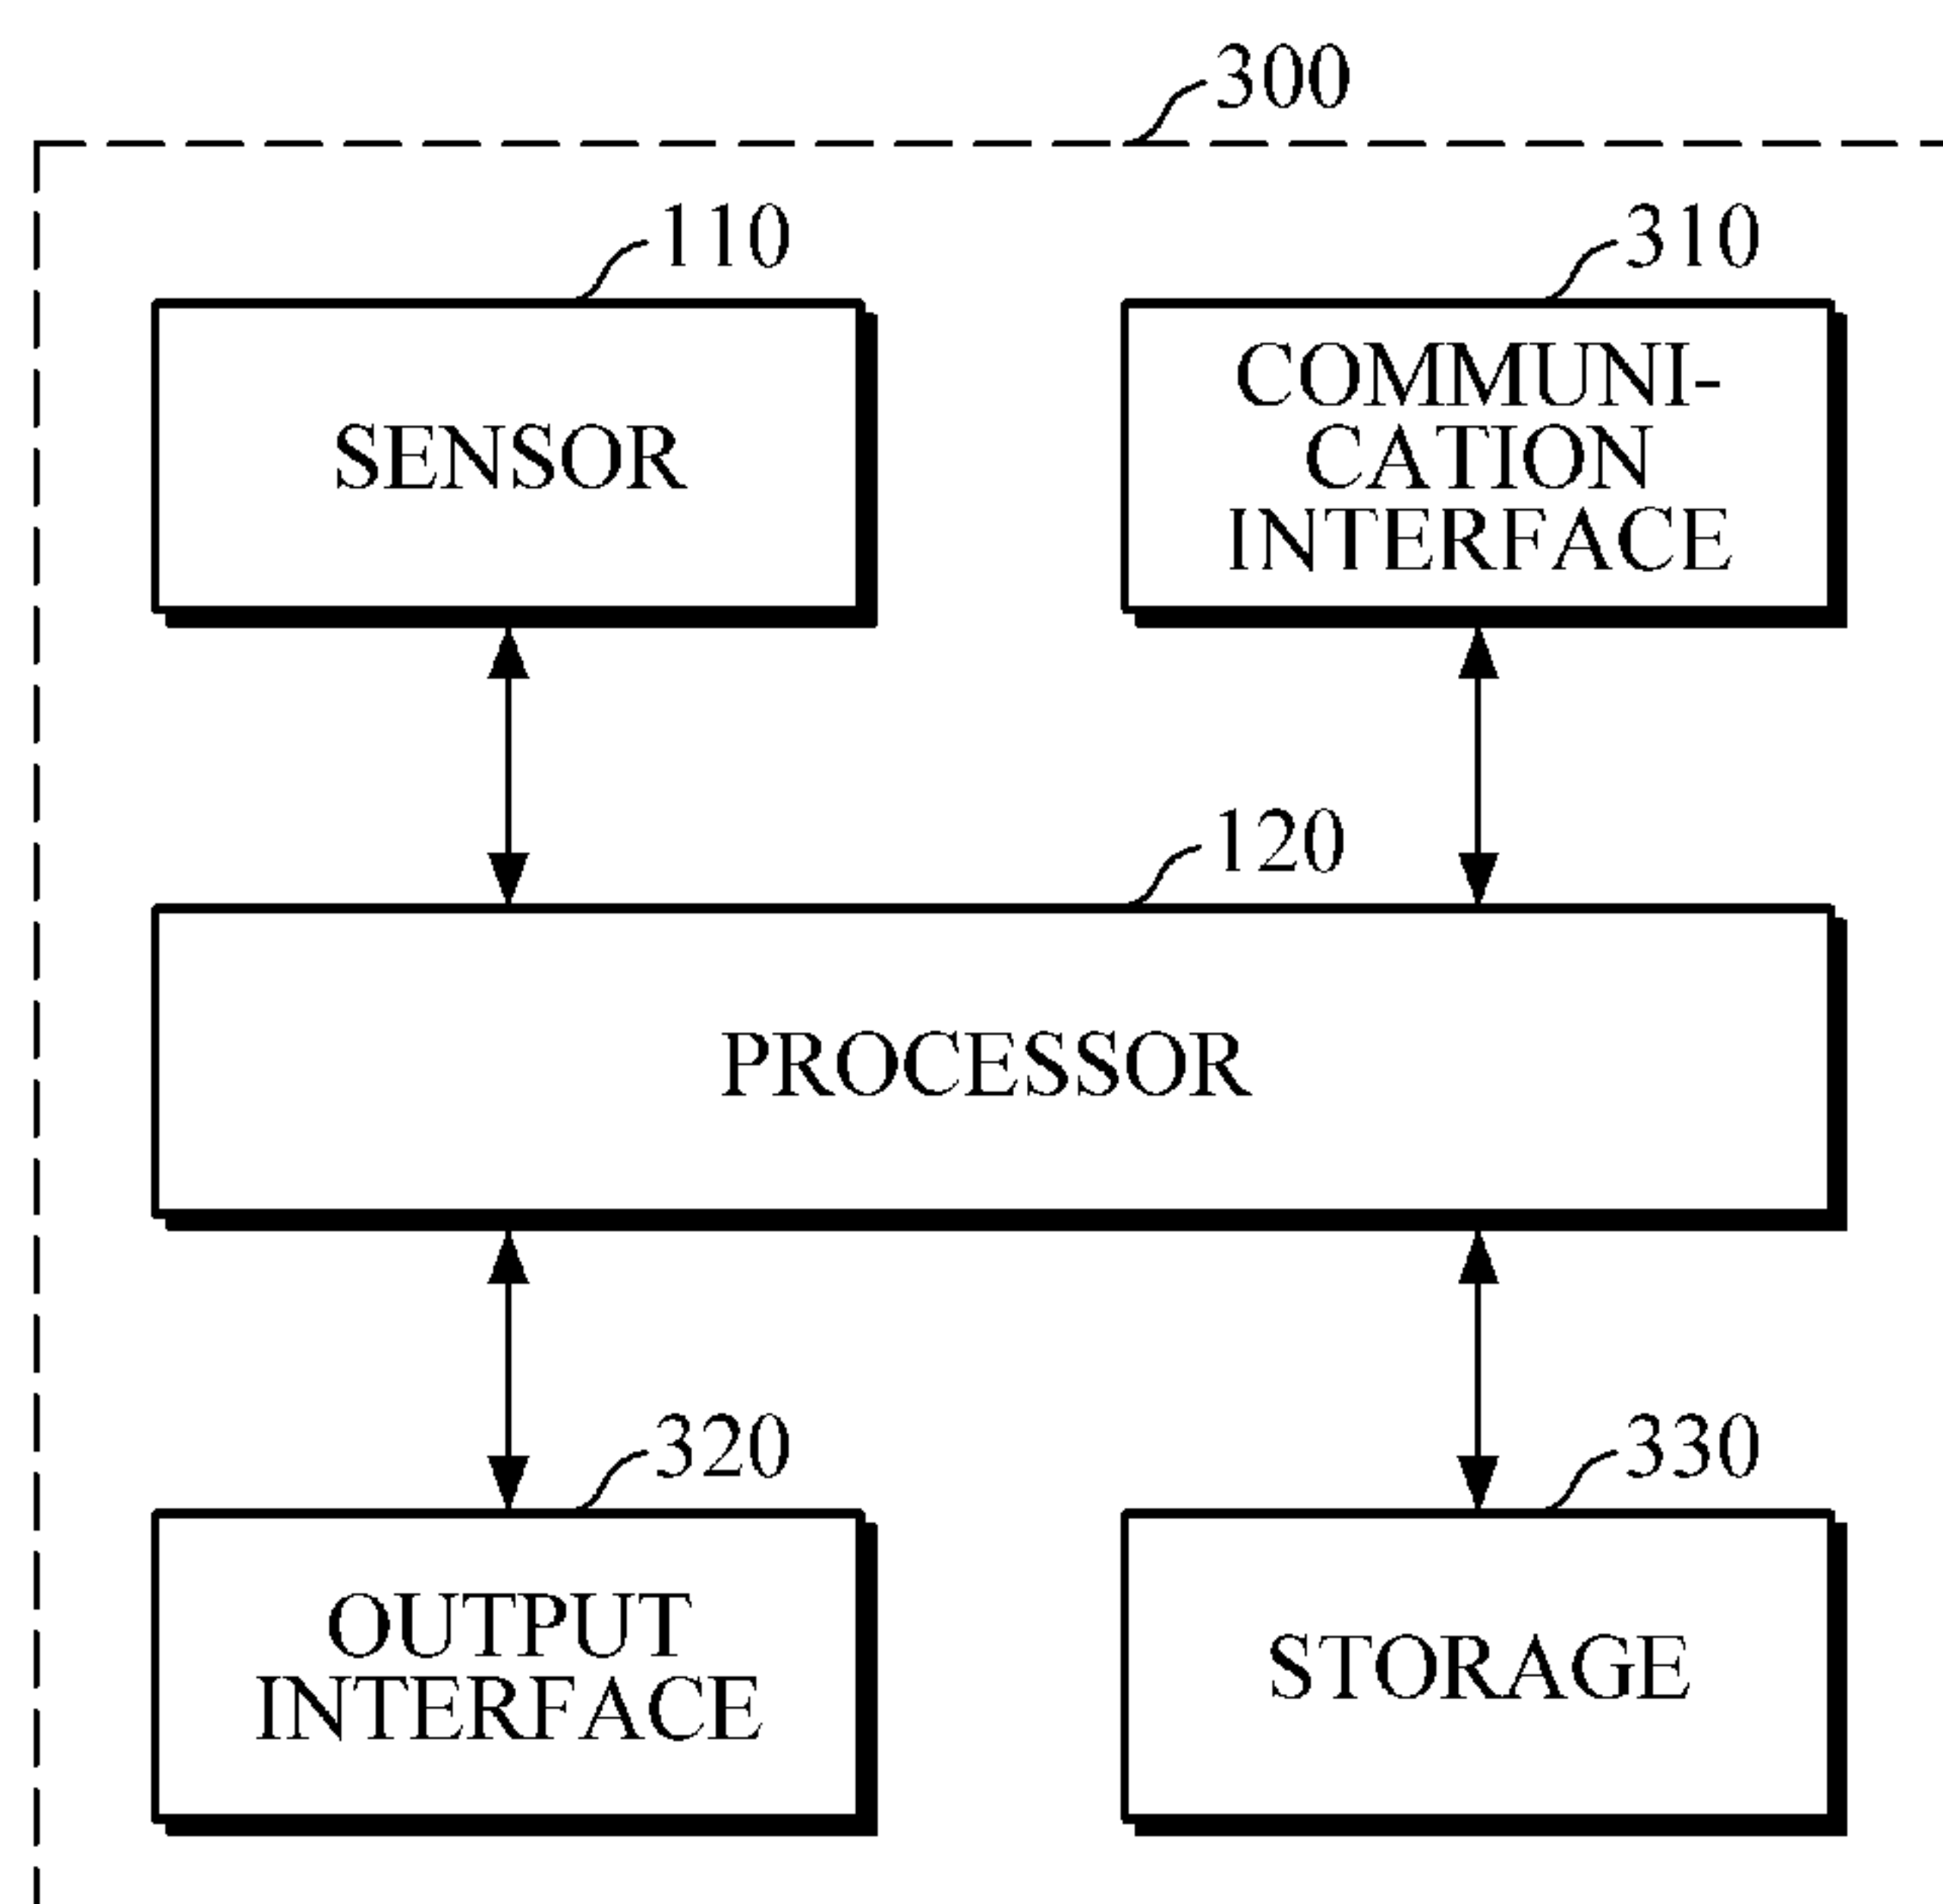 300
110
310
SENSOR
COMMUNI-
CATION
INTERFACE
120
PROCESSOR
320
330
OUTPUT
INTERFACE
STORAGE